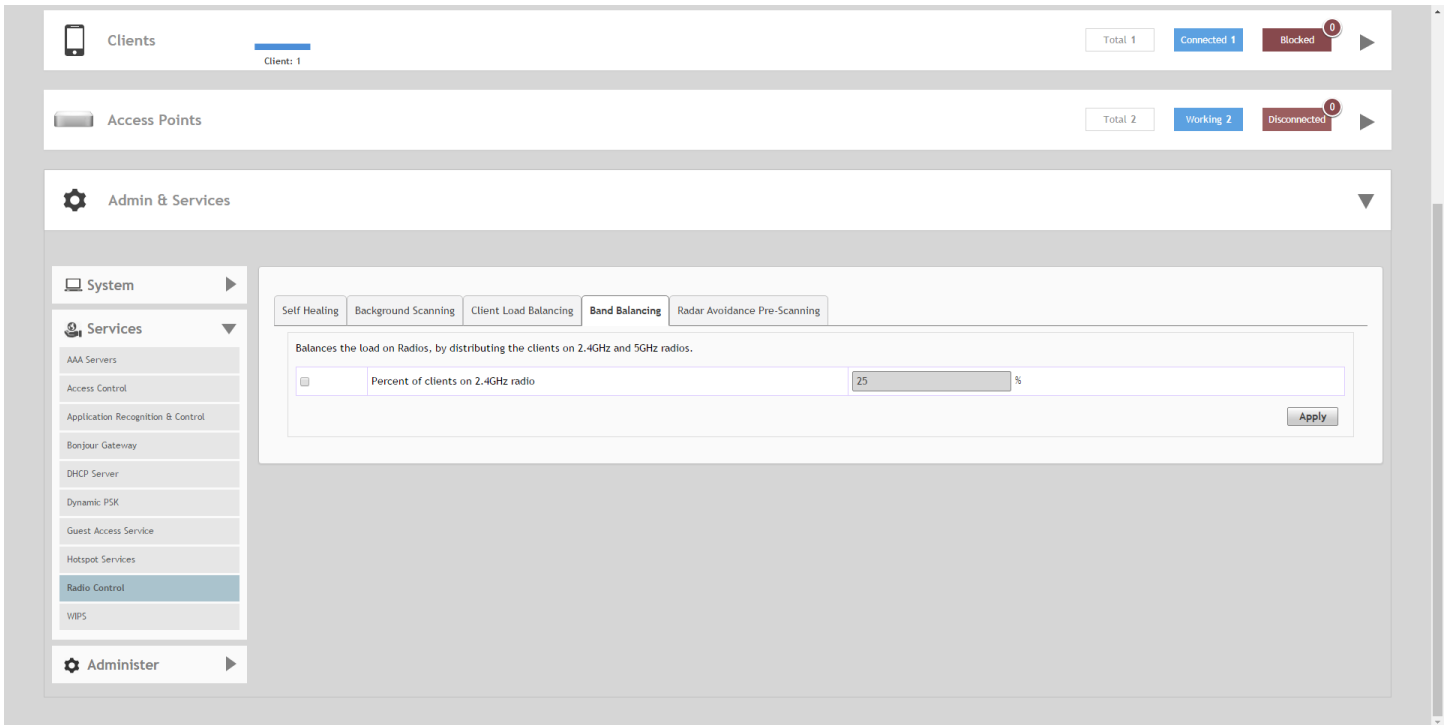 Clients
Client: 1
Total 1
Connected 1
Blocked
0
Access Points
Total 2
Working 2
Disconnected
0
Admin & Services
System
Services
AAA Servers
Access Control
Application Recognition & Control
Bonjour Gateway
DHCP Server
Dynamic PSK
Guest Access Service
Hotspot Services
Radio Control
WIPS
Administer
Self Healing
Background Scanning
Client Load Balancing
Band Balancing
Radar Avoidance Pre-Scanning
Balances the load on Radios, by distributing the clients on 2.4GHz and 5GHz radios.
Percent of clients on 2.4GHz radio
25 %
Apply